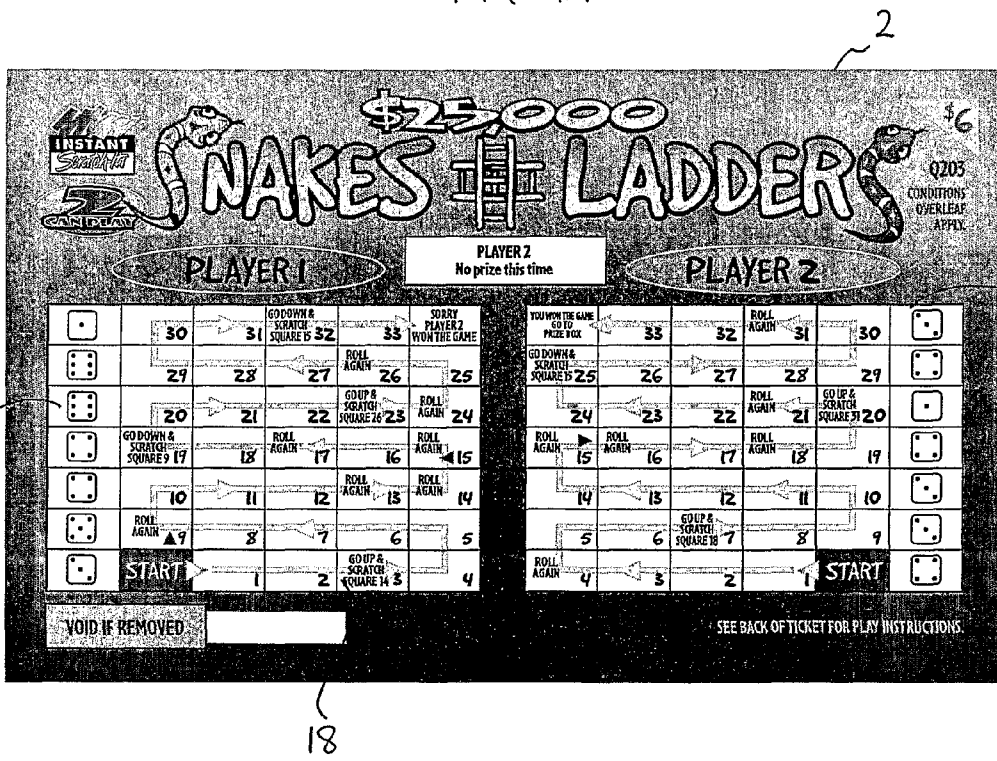 2
$25,000
$6
INSTANT
Scratch-Its
SNAKES LADDERS
Q203
CONDITIONS
OVERLEAF
APPLY.
2
CAN PLAY
PLAYER 1
PLAYER 2
No prize this time
PLAYER 2
30 31 GO DOWN & SCRATCH SQUARE 15 32 33 SORRY PLAYER 2 WON THE GAME
29 28 27 ROLL AGAIN 26 25
20 21 22 GO UP & SCRATCH SQUARE 26 23 ROLL AGAIN 24
GO DOWN & SCRATCH SQUARE 9 19 18 ROLL AGAIN 17 16 ROLL AGAIN 15
10 11 12 ROLL AGAIN 13 ROLL AGAIN 14
ROLL AGAIN 9 8 7 6 5
START 1 2 GO UP & SCRATCH SQUARE 14 3 4
YOU WON THE GAME GO TO PRIZE BOX 33 32 ROLL AGAIN 31 30
GO DOWN & SCRATCH SQUARE 15 25 26 27 28 29
24 23 22 ROLL AGAIN 21 GO UP & SCRATCH SQUARE 31 20
ROLL AGAIN 15 ROLL AGAIN 16 17 ROLL AGAIN 18 19
14 13 12 11 10
5 6 GO UP & SCRATCH SQUARE 18 7 8 9
ROLL AGAIN 4 3 2 1 START
VOID IF REMOVED
SEE BACK OF TICKET FOR PLAY INSTRUCTIONS
18